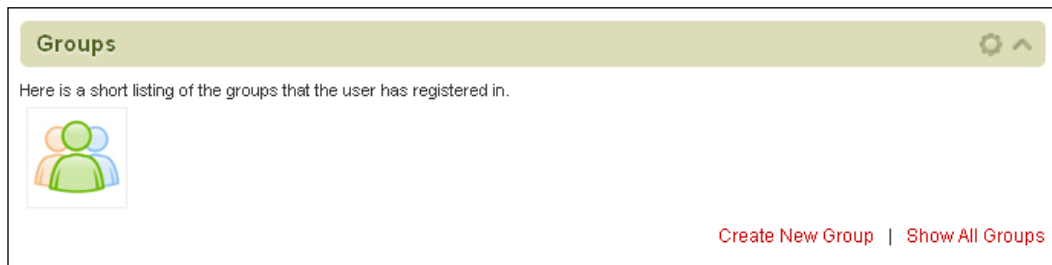 Groups
Here is a short listing of the groups that the user has registered in.
Create New Group | Show All Groups